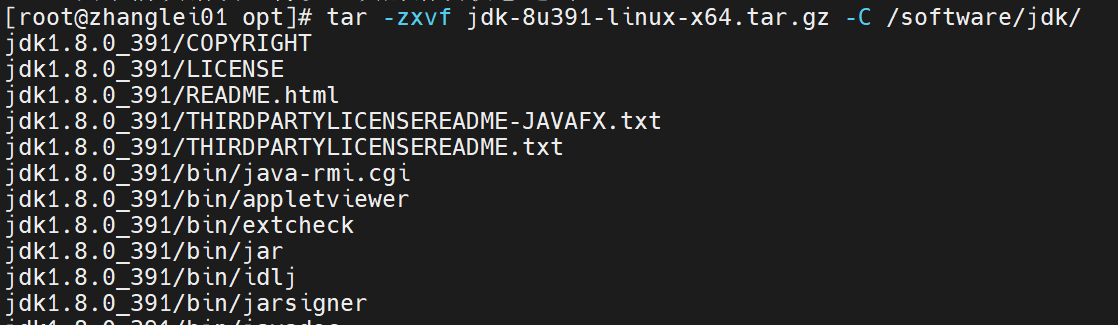 [root@zhanglei01 opt]# tar -zxvf jdk-8u391-linux-x64.tar.gz -C /software/jdk/
jdk1.8.0_391/COPYRIGHT
jdk1.8.0_391/LICENSE
jdk1.8.0_391/README.html
jdk1.8.0_391/THIRDPARTYLICENSEREADME-JAVAFX.txt
jdk1.8.0_391/THIRDPARTYLICENSEREADME.txt
jdk1.8.0_391/bin/java-rmi.cgi
jdk1.8.0_391/bin/appletviewer
jdk1.8.0_391/bin/extcheck
jdk1.8.0_391/bin/jar
jdk1.8.0_391/bin/idlj
jdk1.8.0_391/bin/jarsigner